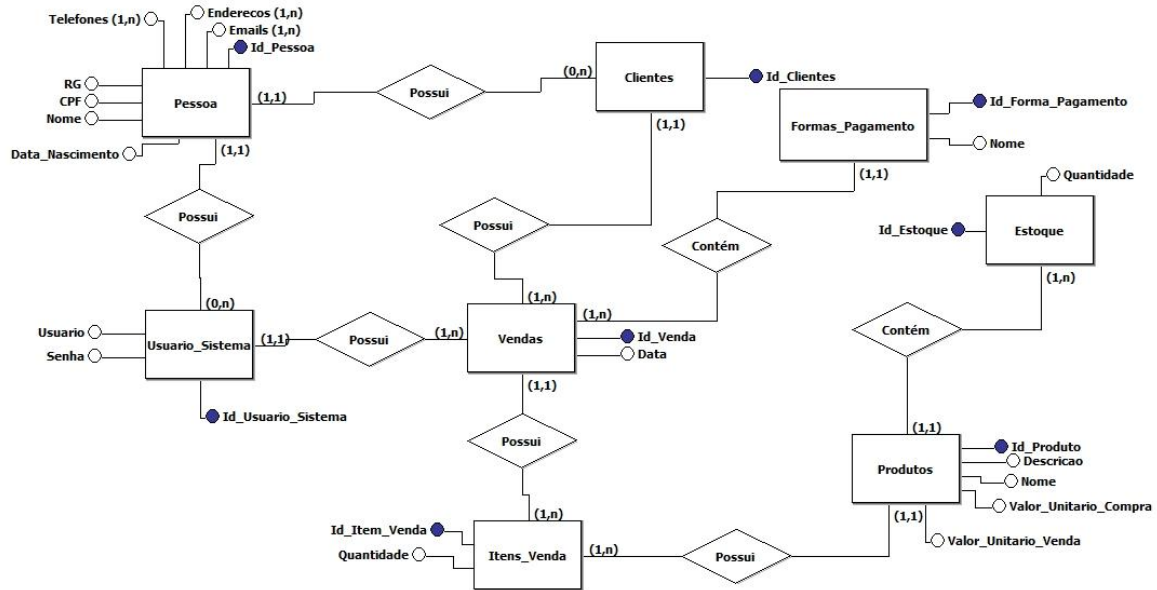 Telefones (1,n)
Enderecos (1,n)
Emails (1,n)
Id_Pessoa
RG
CPF
Nome
Pessoa
Data_Nascimento
(1,1)
(1,1)
Possui
(0,n)
Clientes
Id_Clientes
(1,1)
Formas_Pagamento
Id_Forma_Pagamento
Nome
(1,1)
Quantidade
Id_Estoque
Estoque
(1,n)
Possui
Possui
Contém
Contém
(0,n)
Usuario
Senha
Usuario_Sistema
(1,1)
Id_Usuario_Sistema
Possui
(1,n)
(1,n)
(1,n)
Vendas
Id_Venda
Data
(1,1)
Possui
(1,1)
Produtos
Id_Produto
Descricao
Nome
Valor_Unitario_Compra
Valor_Unitario_Venda
(1,1)
(1,n)
Id_Item_Venda
Quantidade
Itens_Venda
(1,n)
Possui